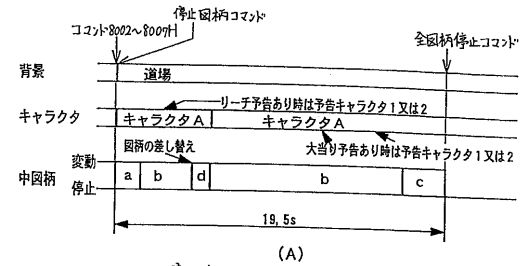 停止図柄コマンド
コマンド8002~8007H
全図柄停止コマンド
背景
道場
リーチ予告あり時は予告キャラクタ1又は2
キャラクタ
キャラクタA
キャラクタA
大当り予告あり時は予告キャラクタ1又は2
図柄の差し替え
変動
中図柄
停止
a
b
d
b
c
19,5s
(A)